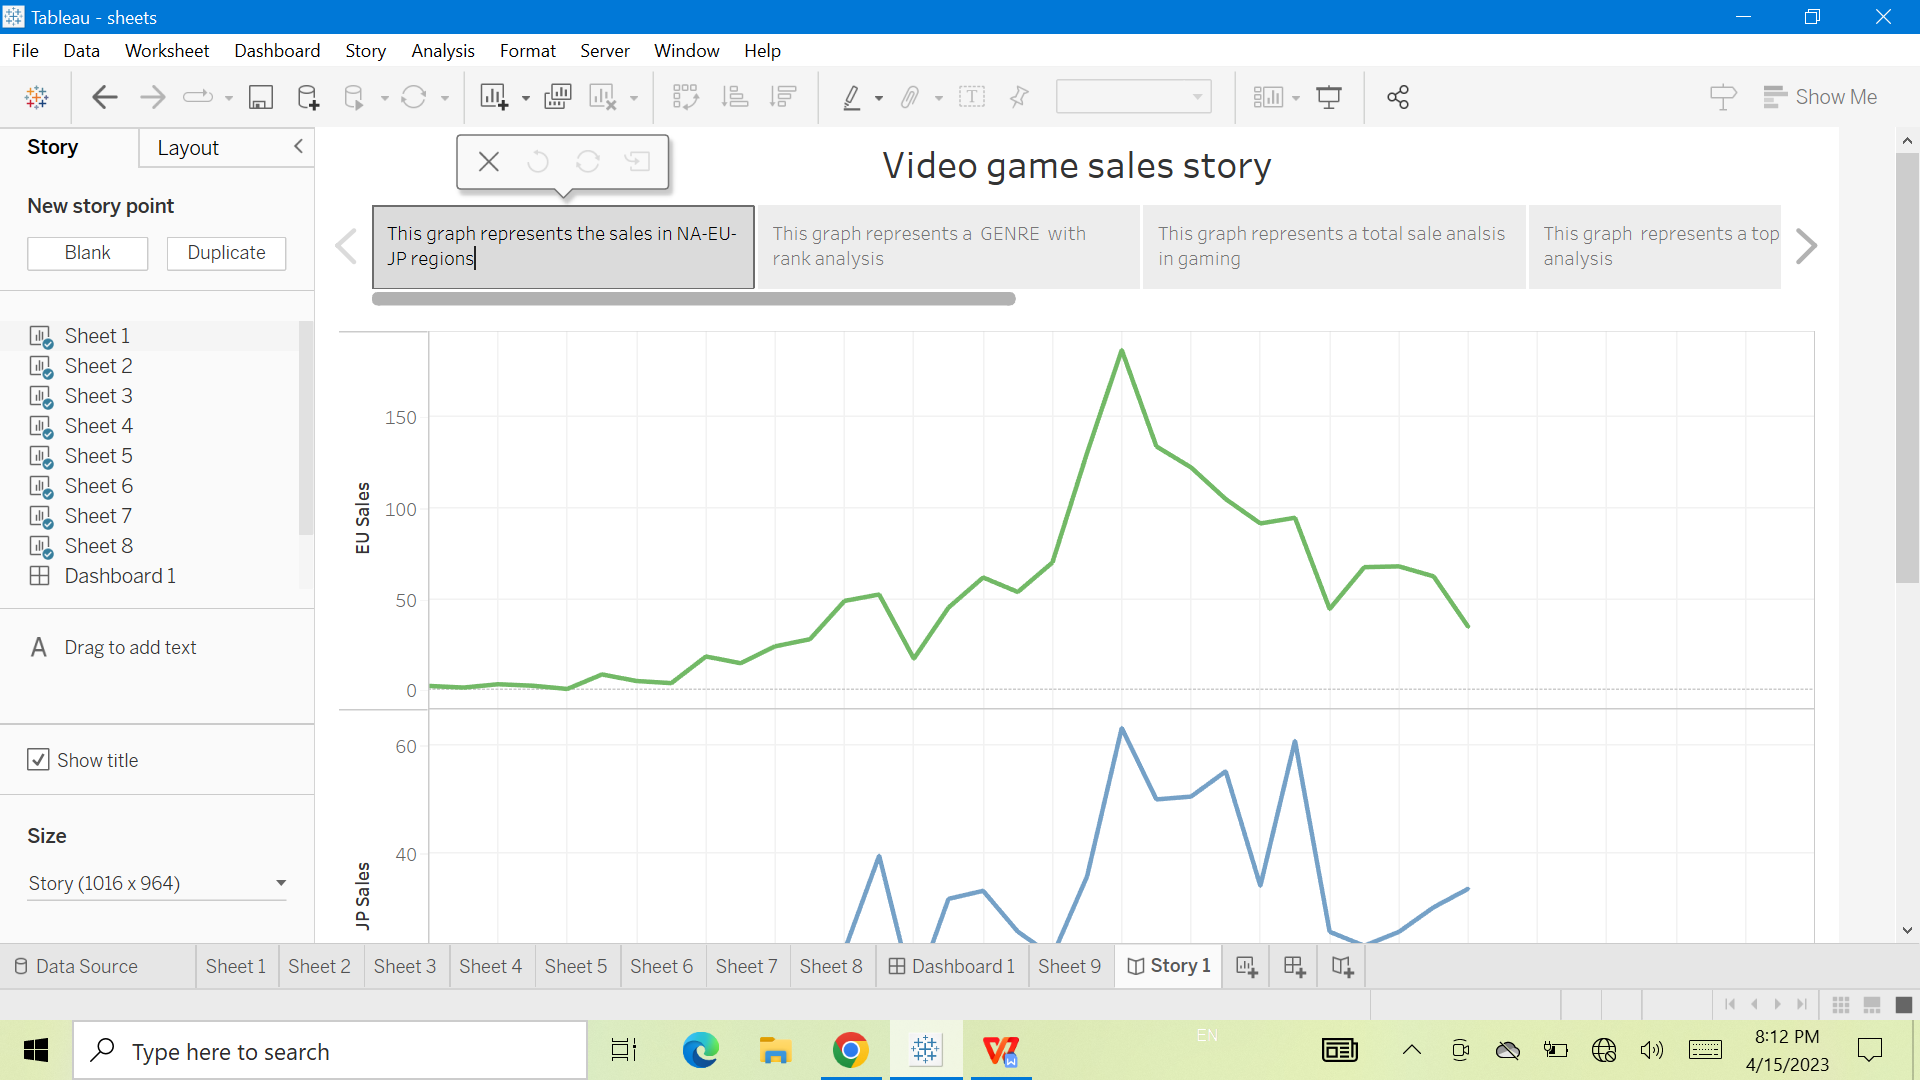 Tableau - sheets
File Data Worksheet Dashboard Story Analysis Format Server Window Help
Show Me
Story Layout
Video game sales story
New story point
Blank Duplicate
This graph represents the sales in NA-EU-
JP regions
This graph represents a GENRE with
rank analysis
This graph represents a total sale analsis
in gaming
This graph represents a top
analysis
Sheet 1
Sheet 2
Sheet 3
Sheet 4
Sheet 5
Sheet 6
Sheet 7
Sheet 8
Dashboard 1
A Drag to add text
Show title
Size
Story (1016 x 964)
EU Sales
150
100
50
0
JP Sales
60
40
Data Source Sheet 1 Sheet 2 Sheet 3 Sheet 4 Sheet 5 Sheet 6 Sheet 7 Sheet 8 Dashboard 1 Sheet 9 Story 1
Type here to search
EN
8:12 PM
4/15/2023